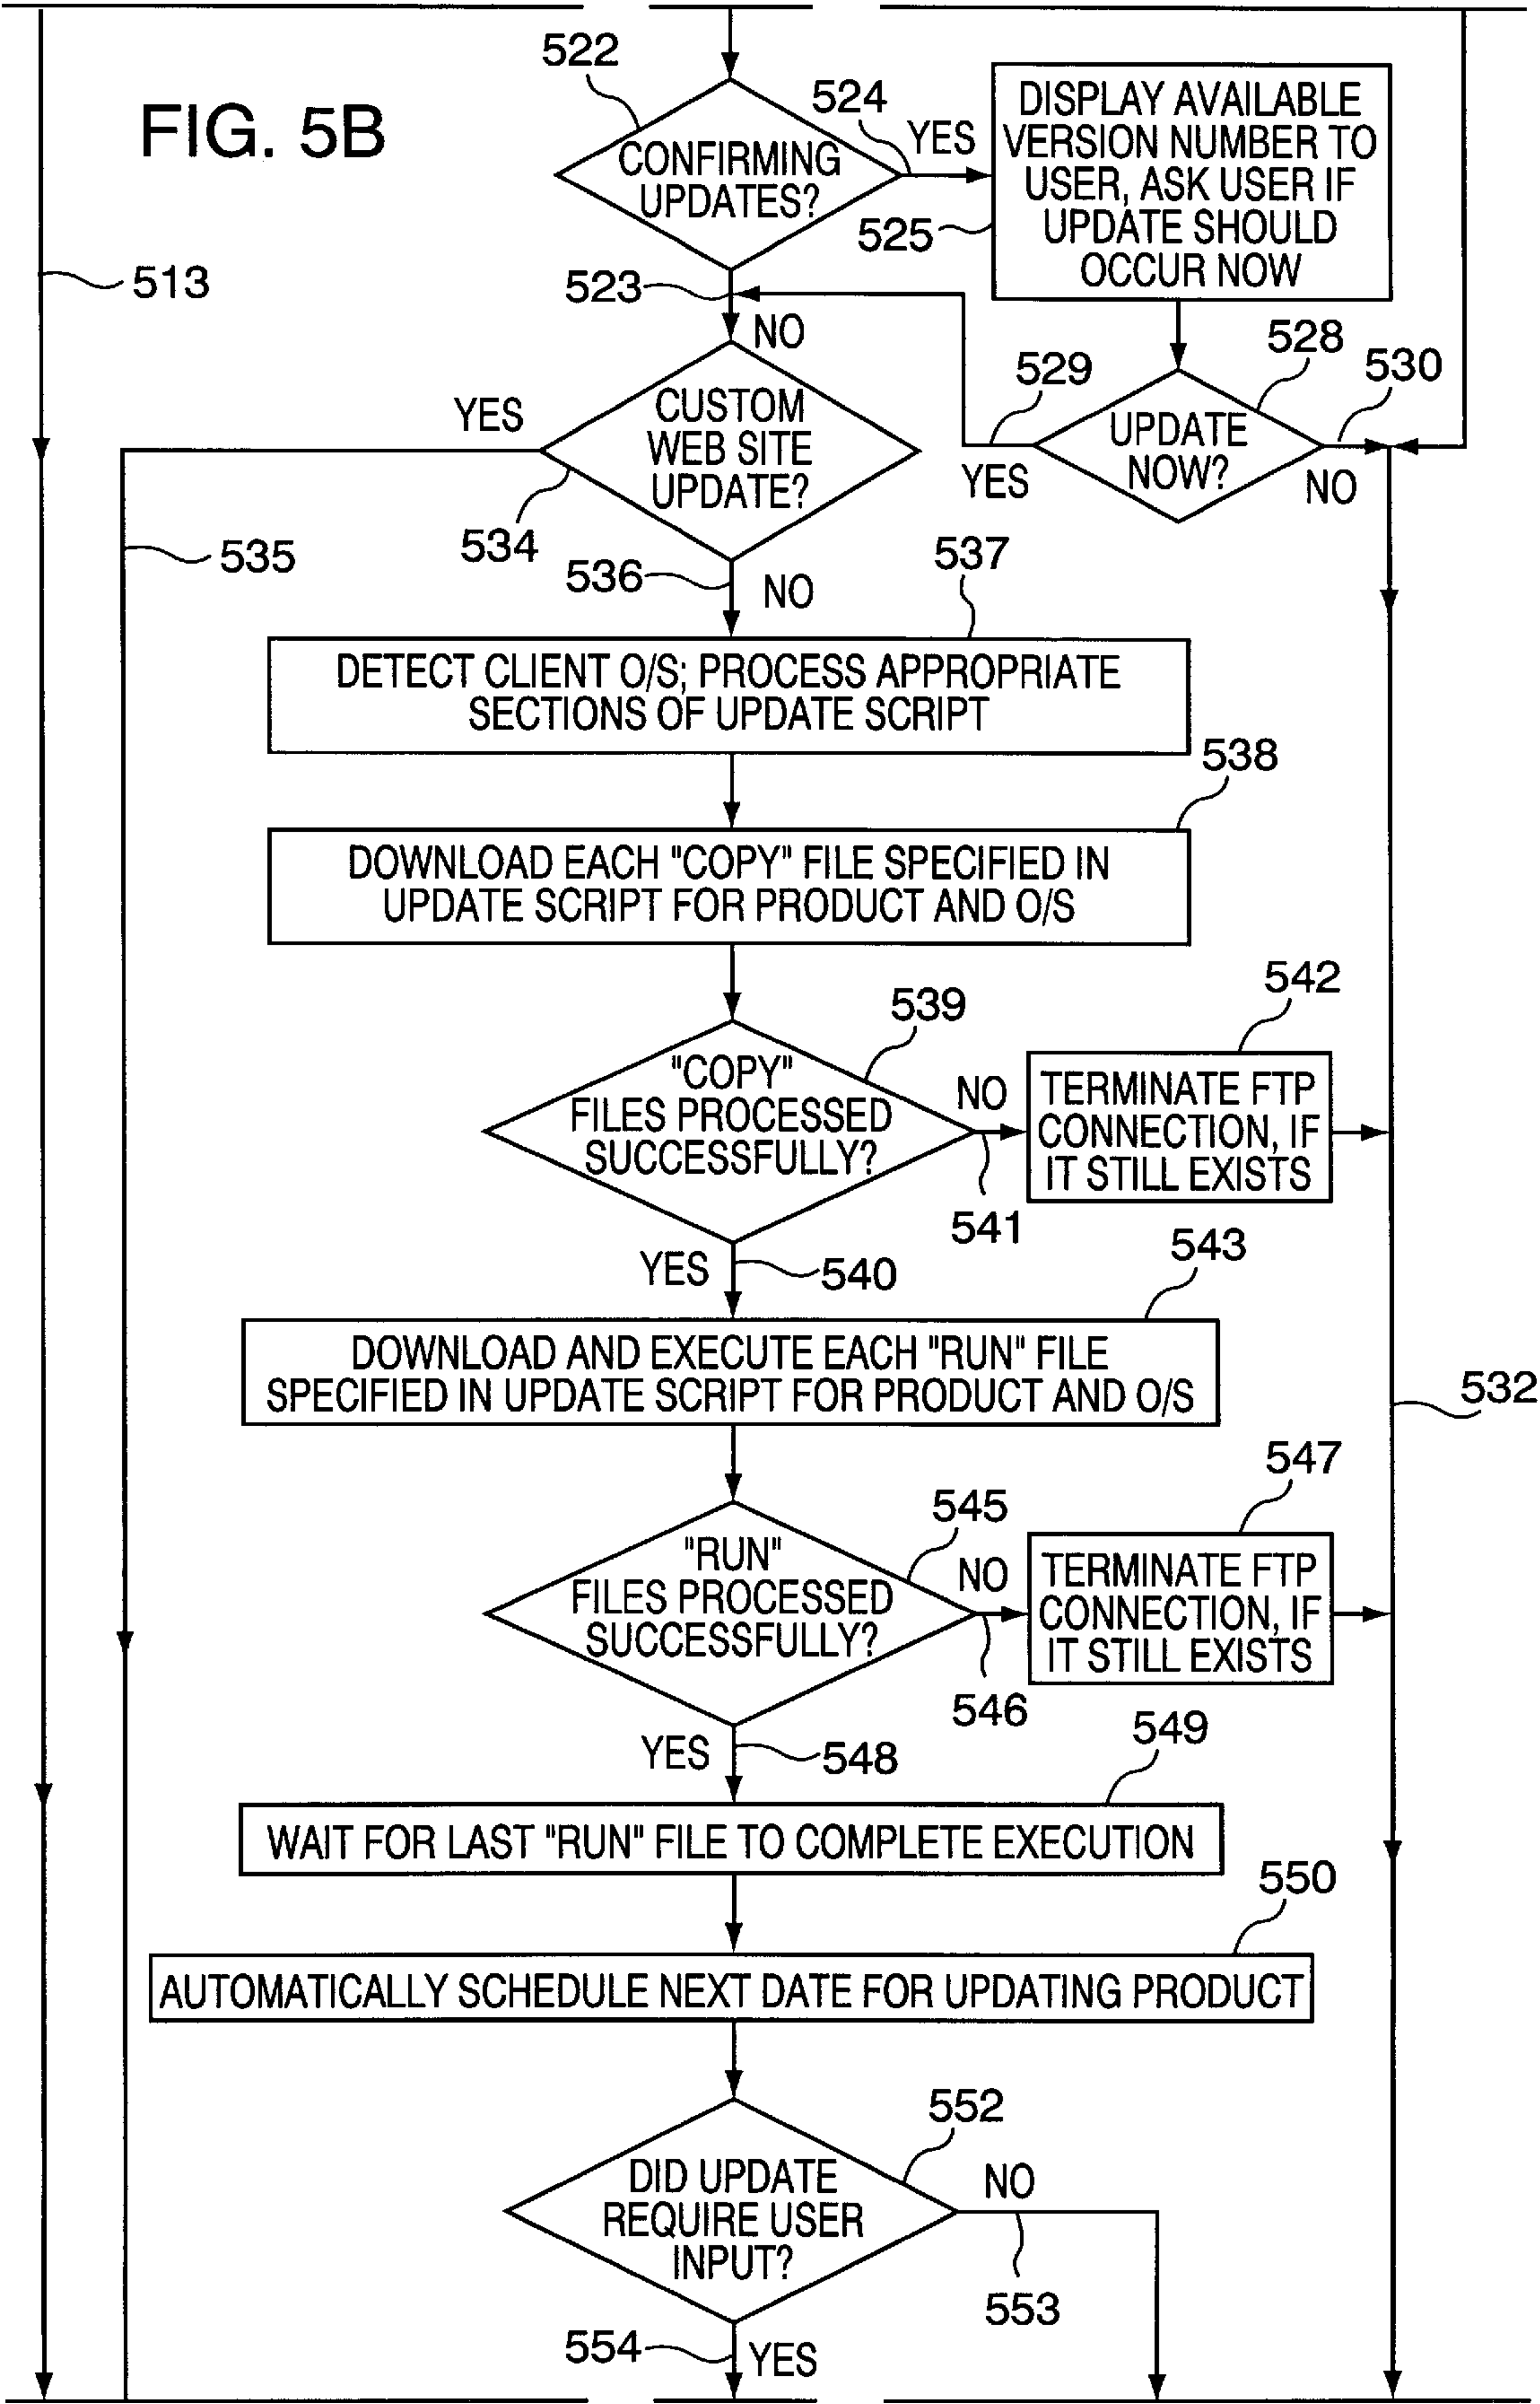 FIG. 5B
522
CONFIRMING
UPDATES?
524
YES
DISPLAY AVAILABLE
VERSION NUMBER TO
USER, ASK USER IF
UPDATE SHOULD
OCCUR NOW
525
513
523
NO
528
529
530
UPDATE
NOW?
YES
NO
YES
CUSTOM
WEB SITE
UPDATE?
534
535
536
NO
537
DETECT CLIENT O/S; PROCESS APPROPRIATE
SECTIONS OF UPDATE SCRIPT
538
DOWNLOAD EACH "COPY" FILE SPECIFIED IN
UPDATE SCRIPT FOR PRODUCT AND O/S
539
"COPY"
FILES PROCESSED
SUCCESSFULLY?
NO
541
542
TERMINATE FTP
CONNECTION, IF
IT STILL EXISTS
YES
540
543
DOWNLOAD AND EXECUTE EACH "RUN" FILE
SPECIFIED IN UPDATE SCRIPT FOR PRODUCT AND O/S
532
545
"RUN"
FILES PROCESSED
SUCCESSFULLY?
NO
546
547
TERMINATE FTP
CONNECTION, IF
IT STILL EXISTS
YES
548
549
WAIT FOR LAST "RUN" FILE TO COMPLETE EXECUTION
550
AUTOMATICALLY SCHEDULE NEXT DATE FOR UPDATING PRODUCT
552
DID UPDATE
REQUIRE USER
INPUT?
NO
553
554
YES